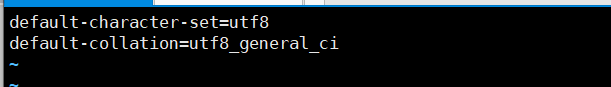 default-character-set=utf8
default-collation=utf8_general_ci
~
~